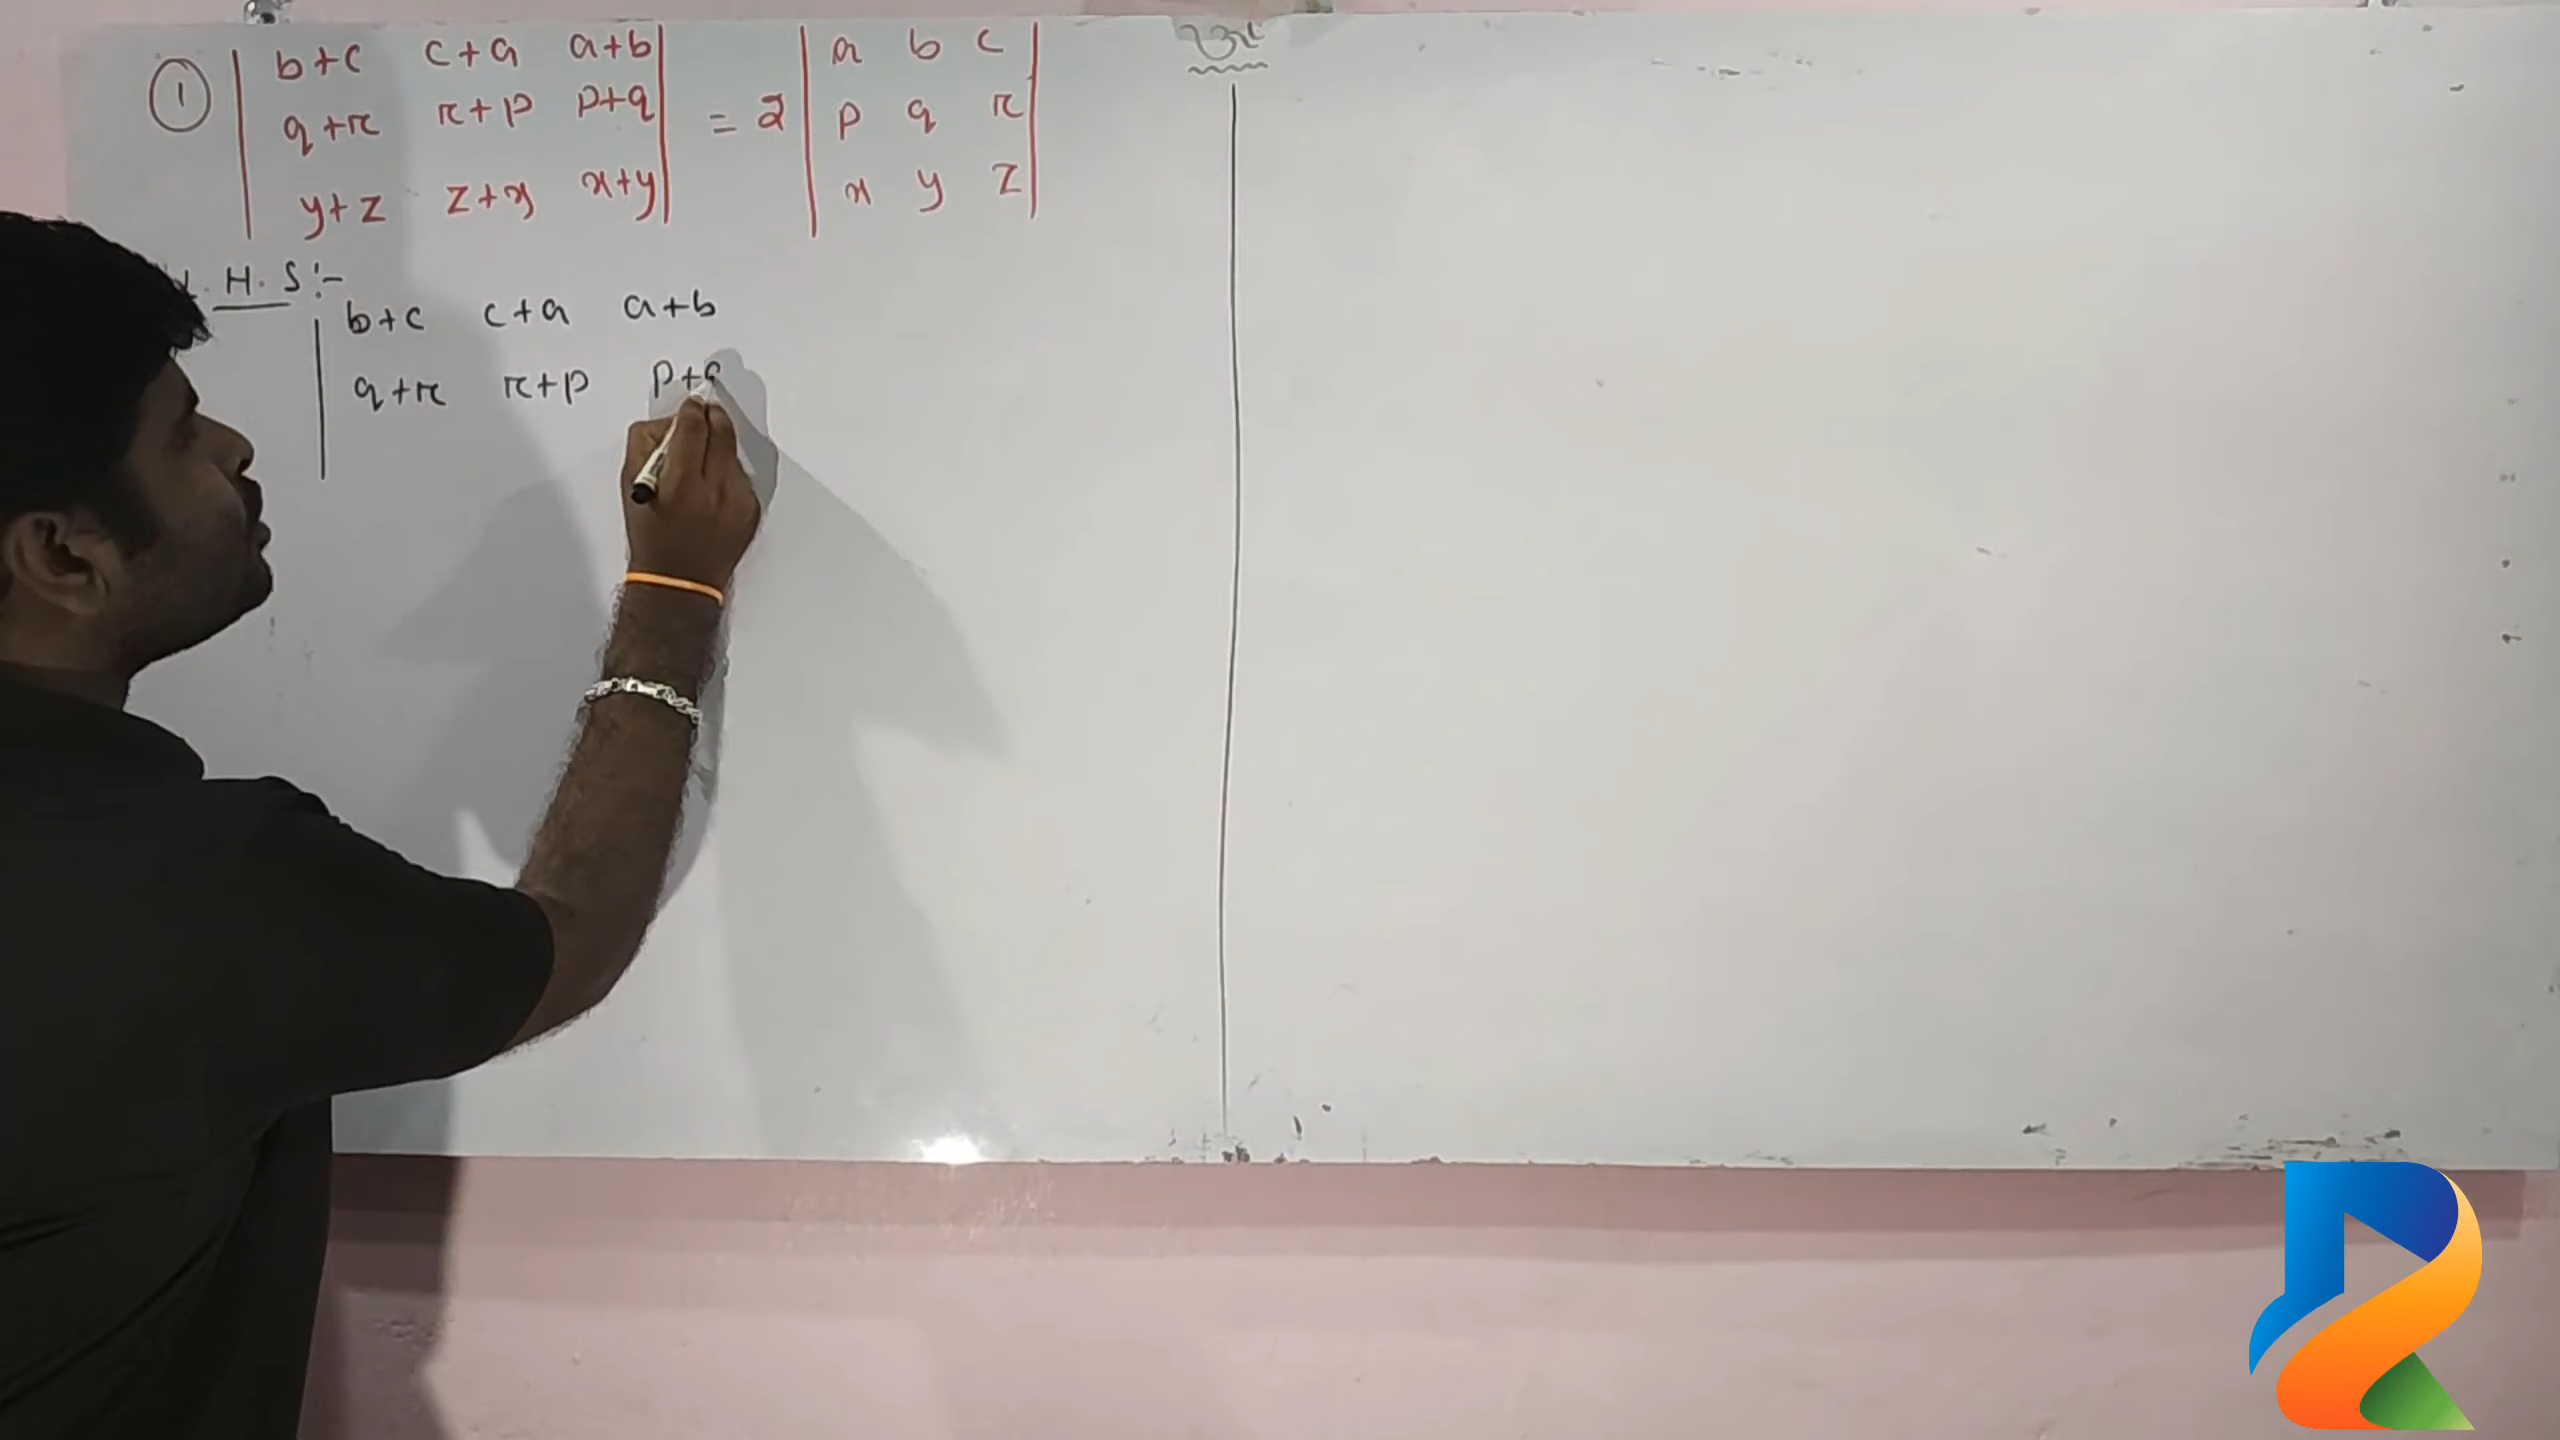 ① | b+c c+a a+b | = 2 | a b c |
| q+r r+p p+q | | p q r |
| y+z z+x x+y | | x y z |
L.H.S:-
| b+c c+a a+b
q+r r+p p+q